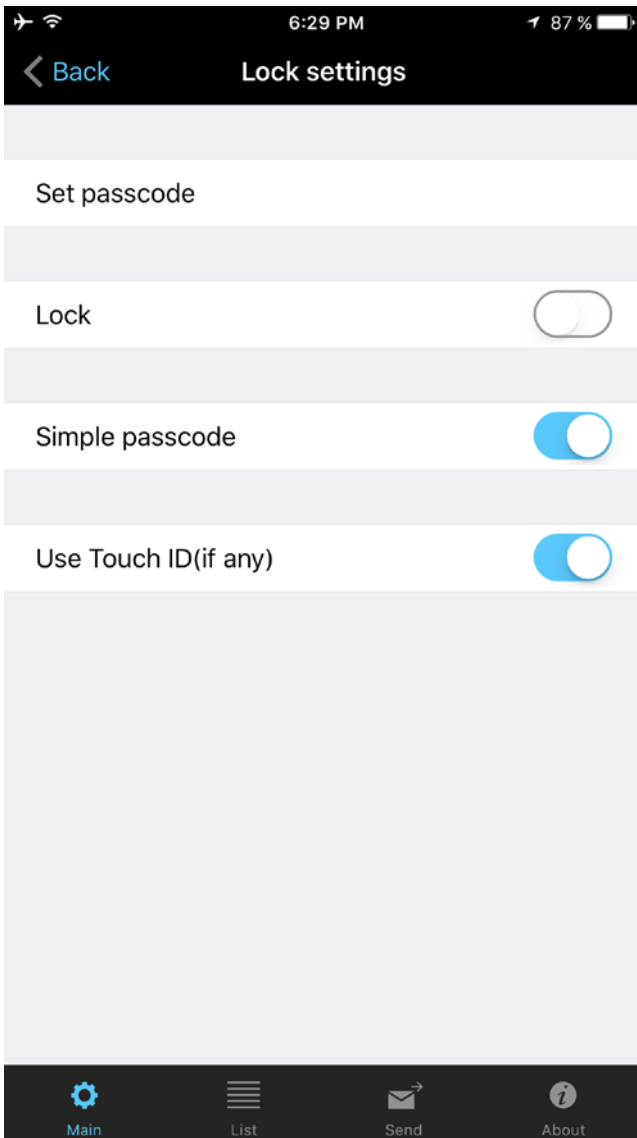 6:29 PM 87 %
Back Lock settings
Set passcode
Lock
Simple passcode
Use Touch ID(if any)
Main List Send About